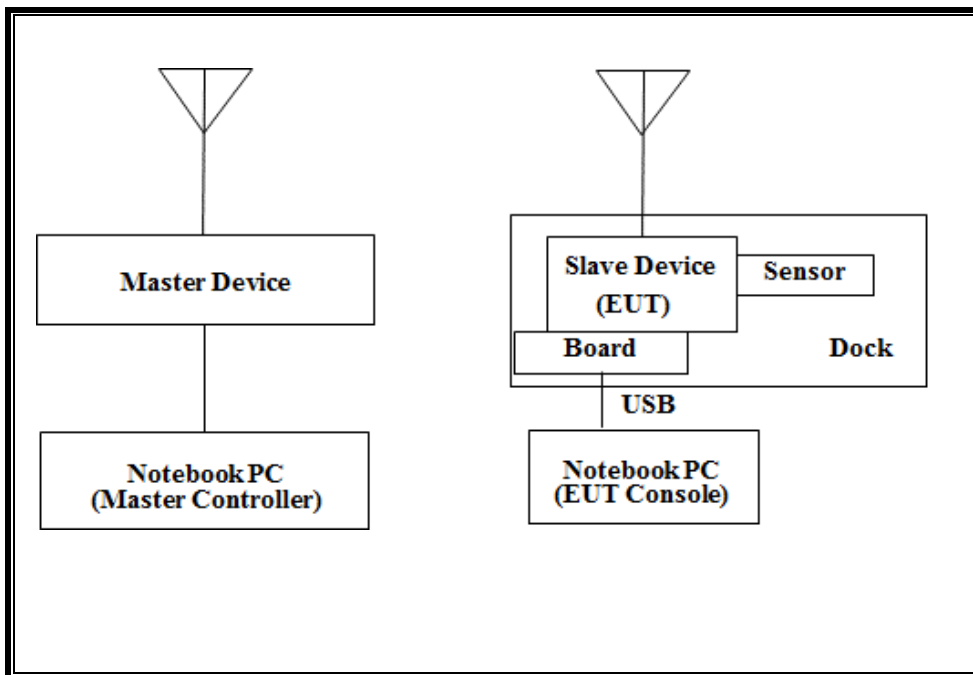 Master Device
Notebook PC
(Master Controller)
Slave Device
(EUT)
Sensor
Board
Dock
USB
Notebook PC
(EUT Console)